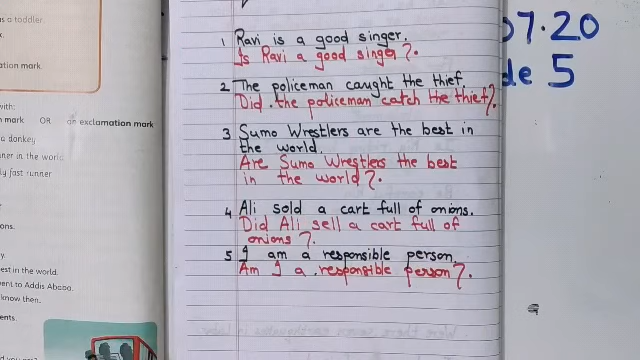 s a toddler.
ation mark.
with:
mark OR an exclamation mark
a donkey
nner in the world
ly fast runner
ons.
est in the world.
ent to Addis Ababa.
know then.
ents.
1 Ravi is a good singer.
Is Ravi a good singer?.
2 The policeman caught the thief
Did .the policeman catch the thief?.
3 Sumo Wrestlers are the best in
the world.
Are Sumo Wrestlers the best
in the world?.
4 Ali sold a cart full of onions.
Did Ali sell a cart full of
onions?.
5 I am a responsible person.
Am I a .responsible person?.
07.20
de 5